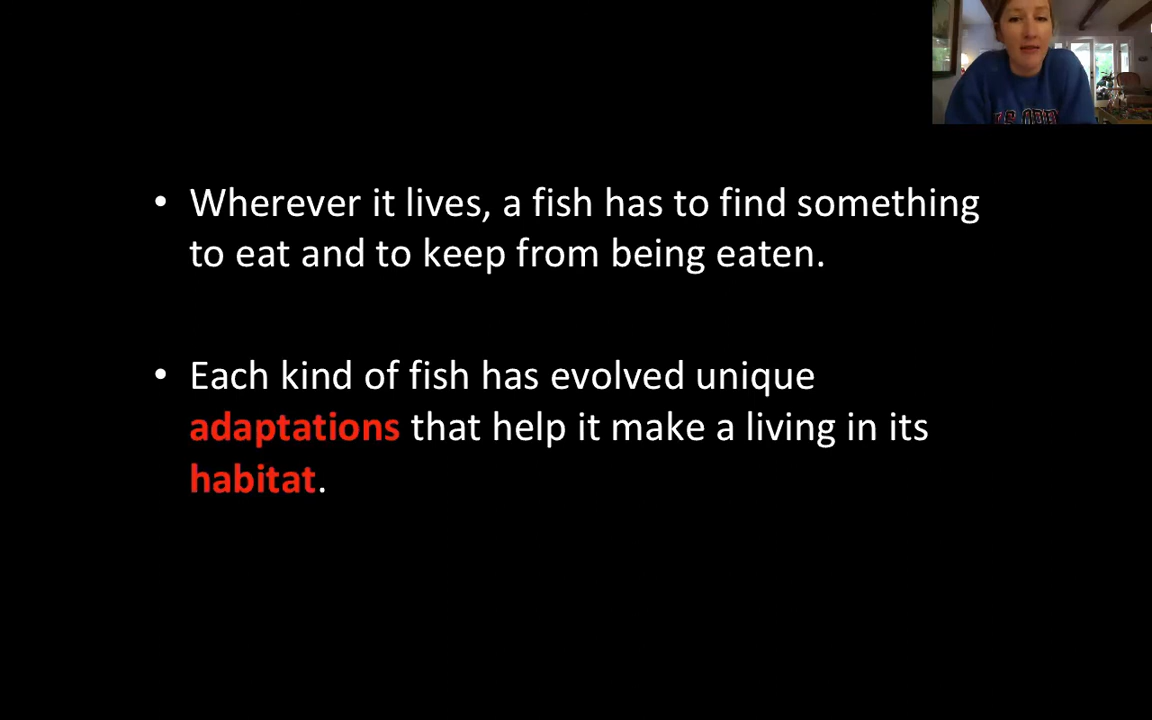 • Wherever it lives, a fish has to find something
to eat and to keep from being eaten.
• Each kind of fish has evolved unique
adaptations that help it make a living in its
habitat.